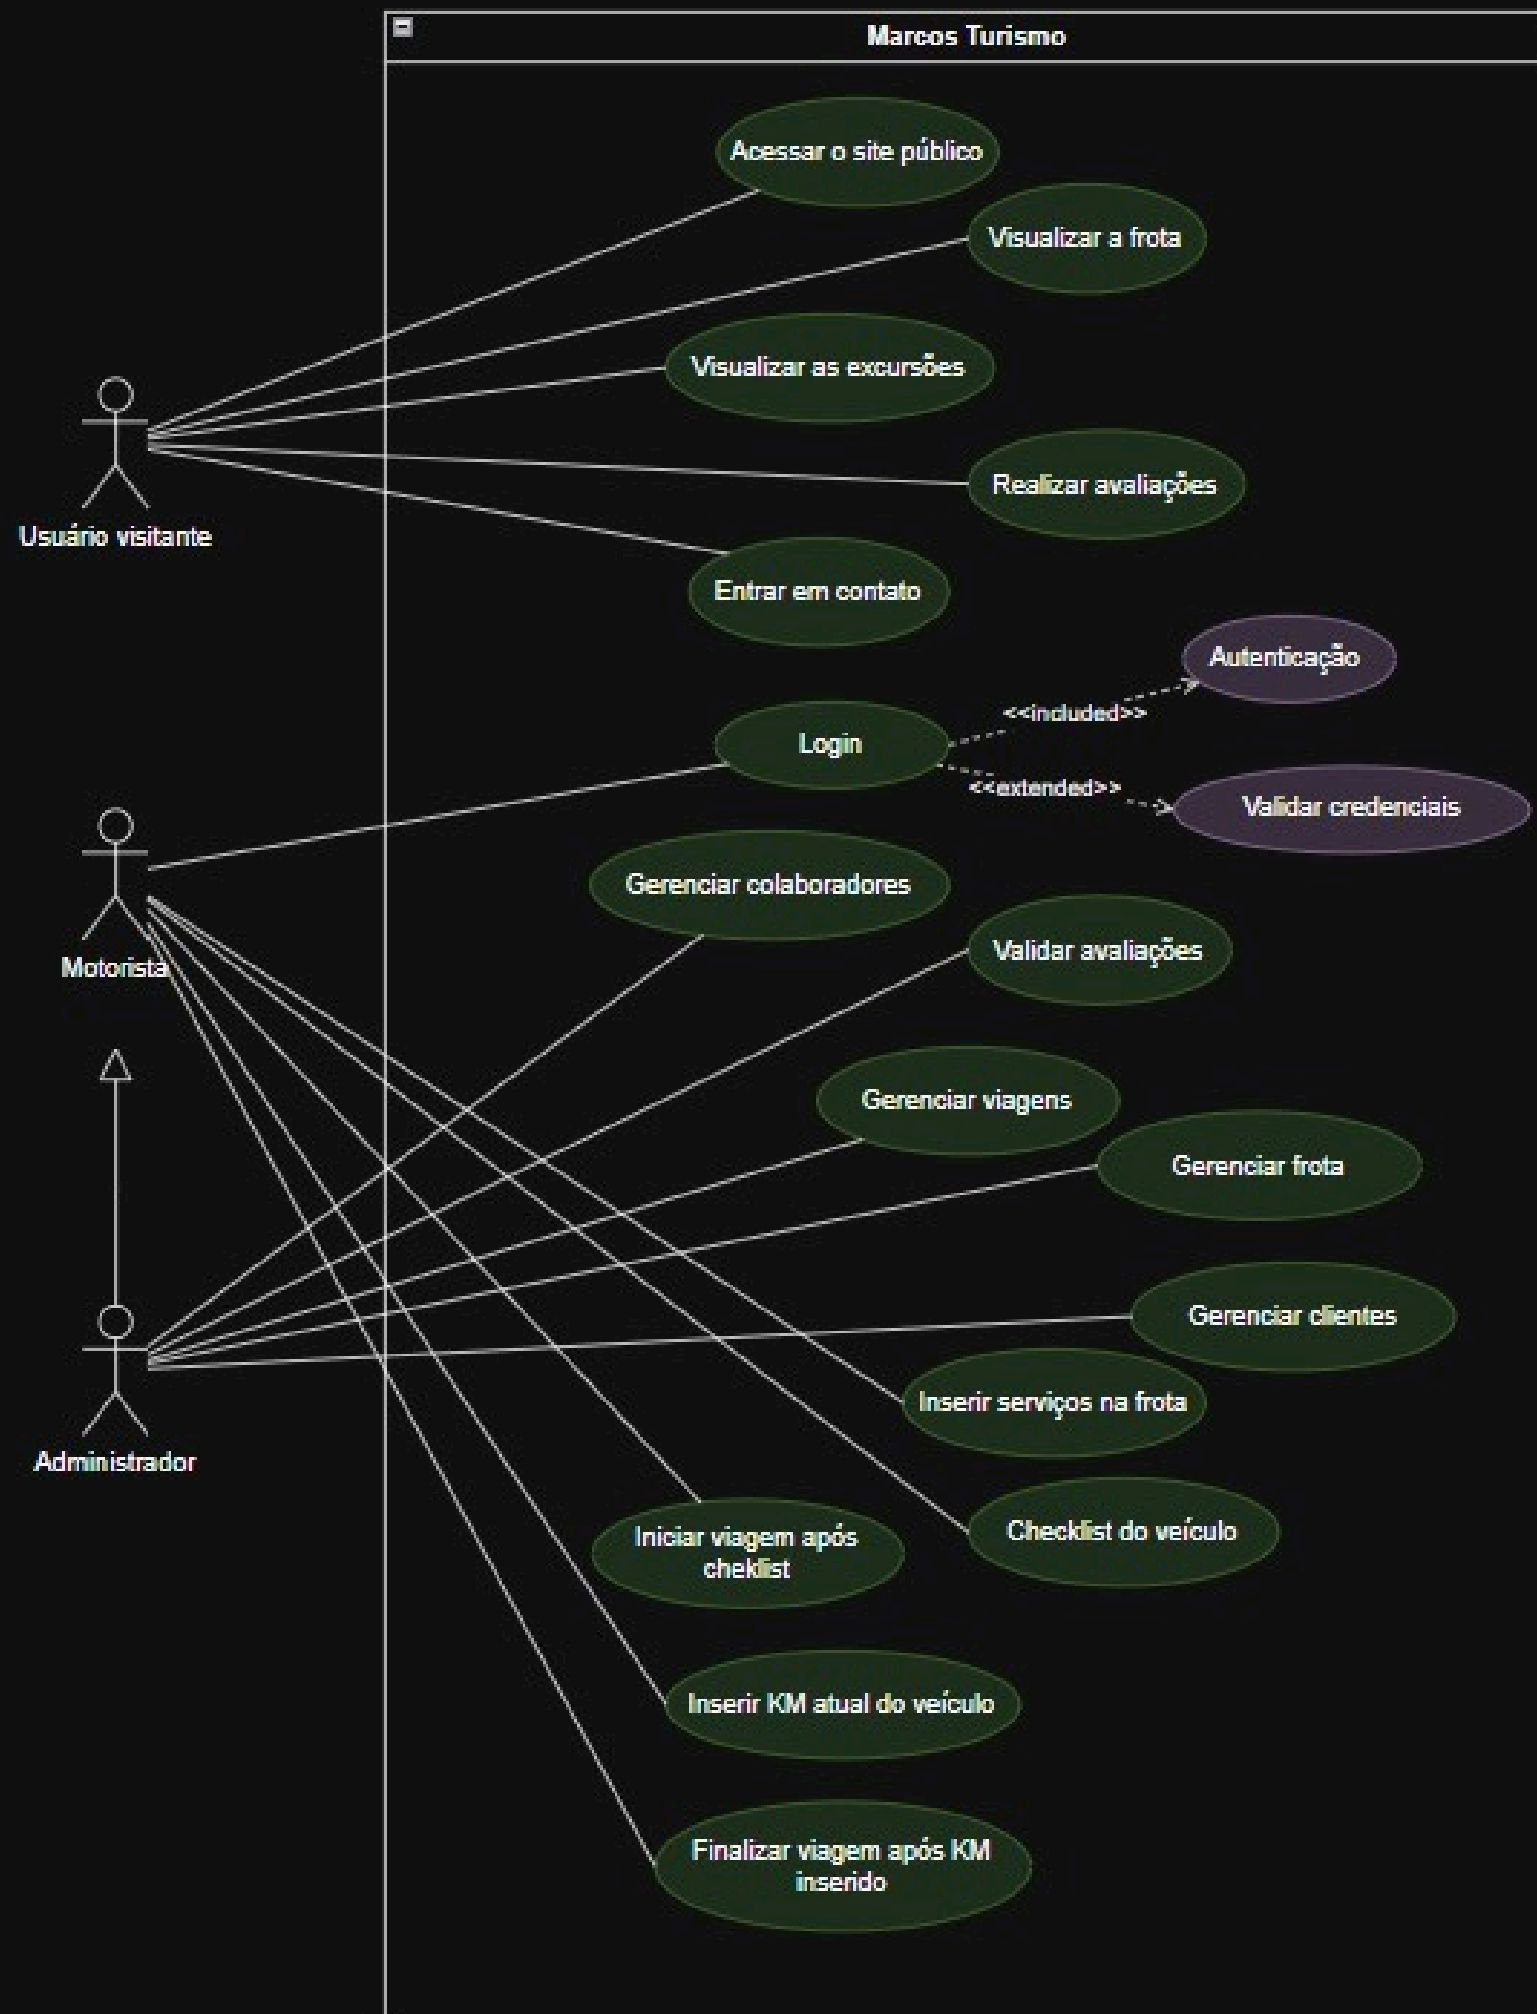 Marcos Turismo
Acessar o site público
Visualizar a frota
Visualizar as excursões
Realizar avaliações
Usuário visitante
Entrar em contato
Autenticação
<<included>>
Login
<<extended>>
Validar credenciais
Gerenciar colaboradores
Validar avaliações
Motorista
Gerenciar viagens
Gerenciar frota
Gerenciar clientes
Inserir serviços na frota
Administrador
Checklist do veículo
Iniciar viagem após
cheklist
Inserir KM atual do veículo
Finalizar viagem após KM
inserido